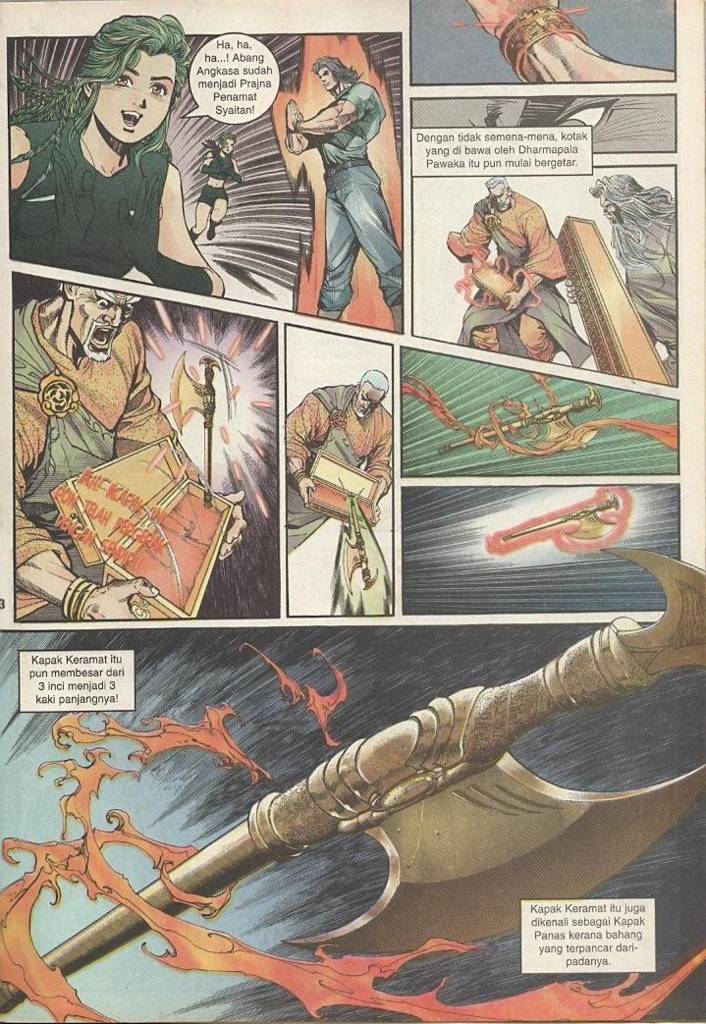 Ha, ha,
ha...! Abang
Angkasa sudah
menjadi Prajna
Penamat
Syaitan!
Dengan tidak semena-mena, kotak
yang di bawa oleh Dharmapala
Pawaka itu pun mulai bergetar.
3
Kapak Keramat itu
pun membesar dari
3 inci menjadi 3
kaki panjangnya!
Kapak Keramat itu juga
dikenali sebagai Kapak
Panas kerana bahang
yang terpancar dari-
padanya.